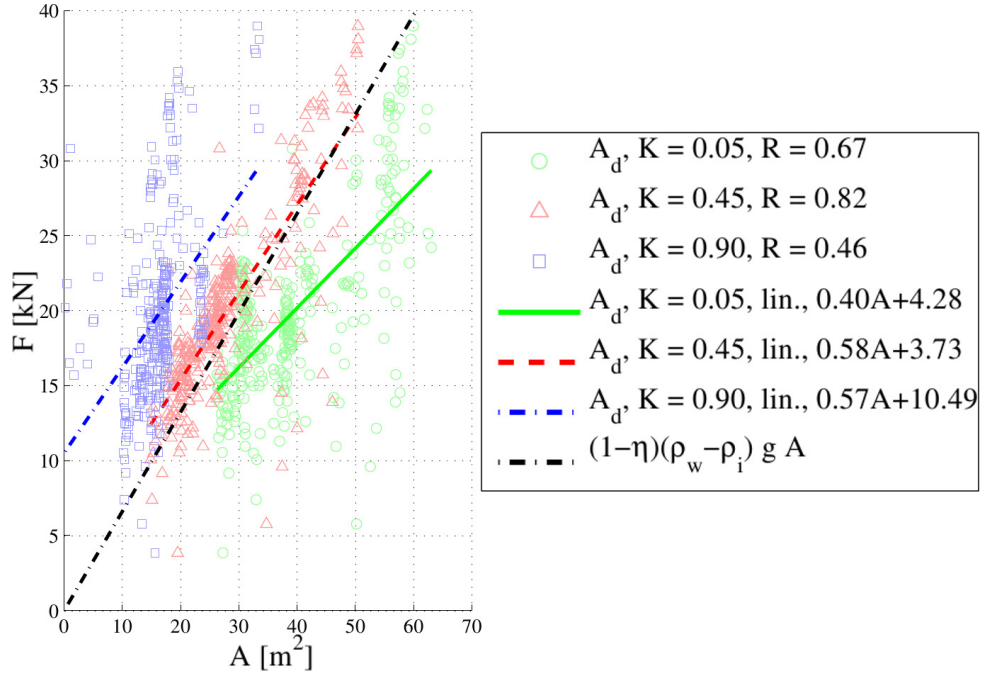 40
35
30
25
20
15
10
5
0
0 10 20 30 40 50 60 70
F [kN]
A [m²]
A_d, K = 0.05, R = 0.67
A_d, K = 0.45, R = 0.82
A_d, K = 0.90, R = 0.46
A_d, K = 0.05, lin., 0.40A+4.28
A_d, K = 0.45, lin., 0.58A+3.73
A_d, K = 0.90, lin., 0.57A+10.49
(1−η)(ρ_w−ρ_i) g A